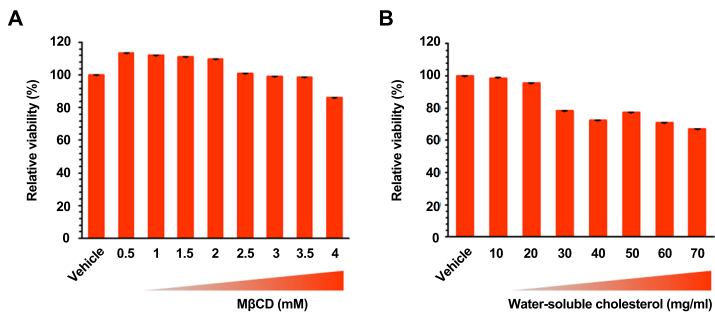 A
Relative viability (%)
120
100
80
60
40
20
0
Vehicle 0.5 1 1.5 2 2.5 3 3.5 4
MβCD (mM)
B
Relative viability (%)
120
100
80
60
40
20
0
Vehicle 10 20 30 40 50 60 70
Water-soluble cholesterol (mg/ml)